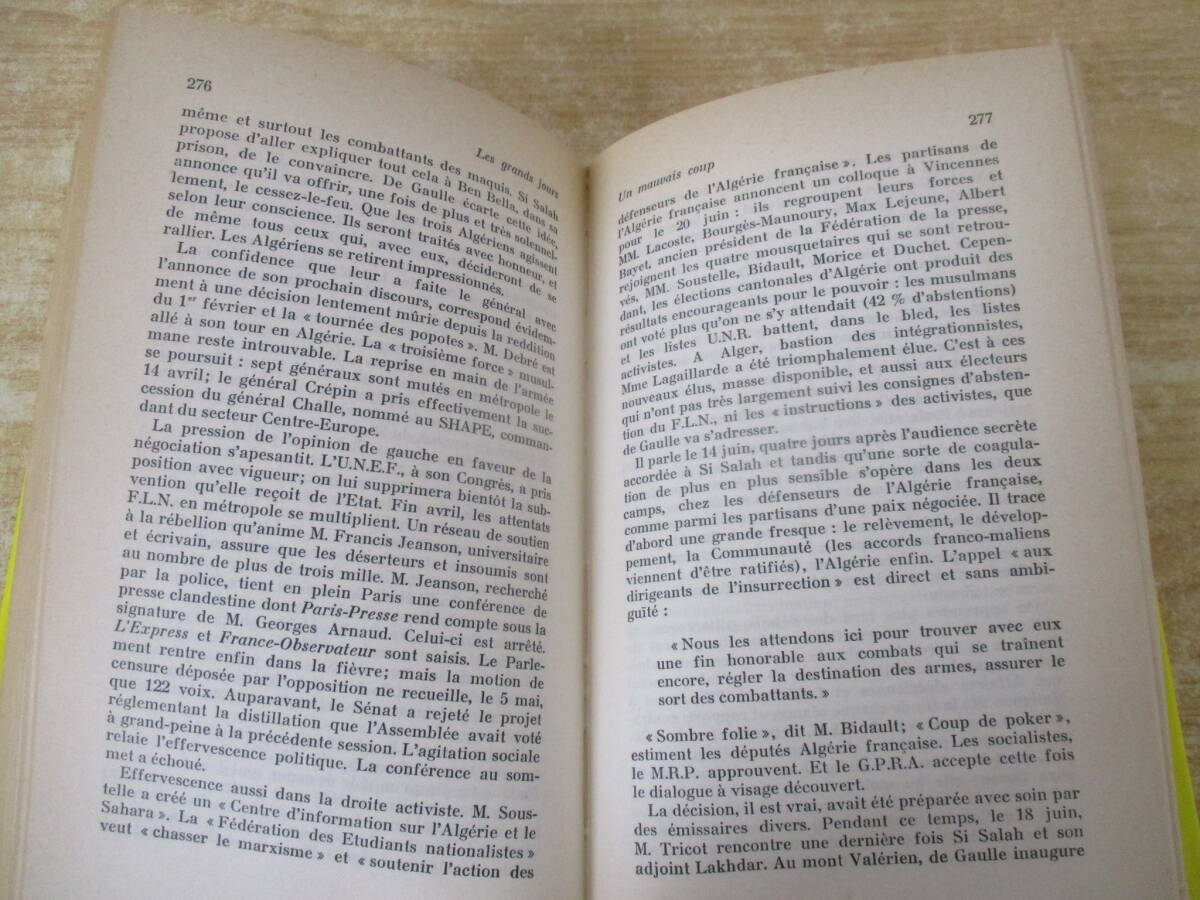 276
Les grands jours
même et surtout les combattants des maquis. Si Salah
propose d'aller expliquer tout cela à Ben Bella, dans sa
prison, de le convaincre. De Gaulle écarte cette idée,
annonce qu'il va offrir, une fois de plus et très solennel-
lement, le cessez-le-feu. Que les trois Algériens agissent
selon leur conscience. Ils seront traités avec honneur, et
de même tous ceux qui, avec eux, décideront de se
rallier. Les Algériens se retirent impressionnés.
La confidence que leur a faite le général avec
l'annonce de son prochain discours, correspond évidem-
ment à une décision lentement mûrie depuis la reddition
du 1er février et la « tournée des popotes ». M. Debré est
allé à son tour en Algérie. La « troisième force » musul-
mane reste introuvable. La reprise en main de l'armée
se poursuit : sept généraux sont mutés en métropole le
14 avril; le général Crépin a pris effectivement la suc-
cession du général Challe, nommé au SHAPE, comman-
dant du secteur Centre-Europe.
La pression de l'opinion de gauche en faveur de la
négociation s'apesantit. L'U.N.E.F., à son Congrès, a pris
position avec vigueur; on lui supprimera bientôt la sub-
vention qu'elle reçoit de l'Etat. Fin avril, les attentats
F.L.N. en métropole se multiplient. Un réseau de soutien
à la rébellion qu'anime M. Francis Jeanson, universitaire
et écrivain, assure que les déserteurs et insoumis sont
au nombre de plus de trois mille. M. Jeanson, recherché
par la police, tient en plein Paris une conférence de
presse clandestine dont Paris-Presse rend compte sous la
signature de M. Georges Arnaud. Celui-ci est arrêté.
L'Express et France-Observateur sont saisis. Le Parle-
ment rentre enfin dans la fièvre; mais la motion de
censure déposée par l'opposition ne recueille, le 5 mai,
que 122 voix. Auparavant, le Sénat a rejeté le projet
réglementant la distillation que l'Assemblée avait voté
à grand-peine à la précédente session. L'agitation sociale
relaie l'effervescence politique. La conférence au som-
met a échoué.
Effervescence aussi dans la droite activiste. M. Sous-
telle a créé un « Centre d'information sur l'Algérie et le
Sahara ». La « Fédération des Etudiants nationalistes »
veut « chasser le marxisme » et « soutenir l'action des
277
Un mauvais coup
défenseurs de l'Algérie française ». Les partisans de
l'Algérie française annoncent un colloque à Vincennes
pour le 20 juin : ils regroupent leurs forces et
MM. Lacoste, Bourgès-Maunoury, Max Lejeune, Albert
Bayet, ancien président de la Fédération de la presse,
rejoignent les quatre mousquetaires qui se sont retrou-
vés, MM. Soustelle, Bidault, Morice et Duchet. Cepen-
dant, les élections cantonales d'Algérie ont produit des
résultats encourageants pour le pouvoir : les musulmans
ont voté plus qu'on ne s'y attendait (42 % d'abstentions)
et les listes U.N.R. battent, dans le bled, les listes
activistes. A Alger, bastion des intégrationnistes,
Mme Lagaillarde a été triomphalement élue. C'est à ces
nouveaux élus, masse disponible, et aussi aux électeurs
qui n'ont pas très largement suivi les consignes d'absten-
tion du F.L.N., ni les « instructions » des activistes, que
de Gaulle va s'adresser.
Il parle le 14 juin, quatre jours après l'audience secrète
accordée à Si Salah et tandis qu'une sorte de coagula-
tion de plus en plus sensible s'opère dans les deux
camps, chez les défenseurs de l'Algérie française,
comme parmi les partisans d'une paix négociée. Il trace
d'abord une grande fresque : le relèvement, le dévelop-
pement, la Communauté (les accords franco-maliens
viennent d'être ratifiés), l'Algérie enfin. L'appel « aux
dirigeants de l'insurrection » est direct et sans ambi-
guïté :
« Nous les attendons ici pour trouver avec eux
une fin honorable aux combats qui se traînent
encore, régler la destination des armes, assurer le
sort des combattants. »
« Sombre folie », dit M. Bidault; « Coup de poker »,
estiment les députés Algérie française. Les socialistes,
le M.R.P. approuvent. Et le G.P.R.A. accepte cette fois
le dialogue à visage découvert.
La décision, il est vrai, avait été préparée avec soin par
des émissaires divers. Pendant ce temps, le 18 juin,
M. Tricot rencontre une dernière fois Si Salah et son
adjoint Lakhdar. Au mont Valérien, de Gaulle inaugure